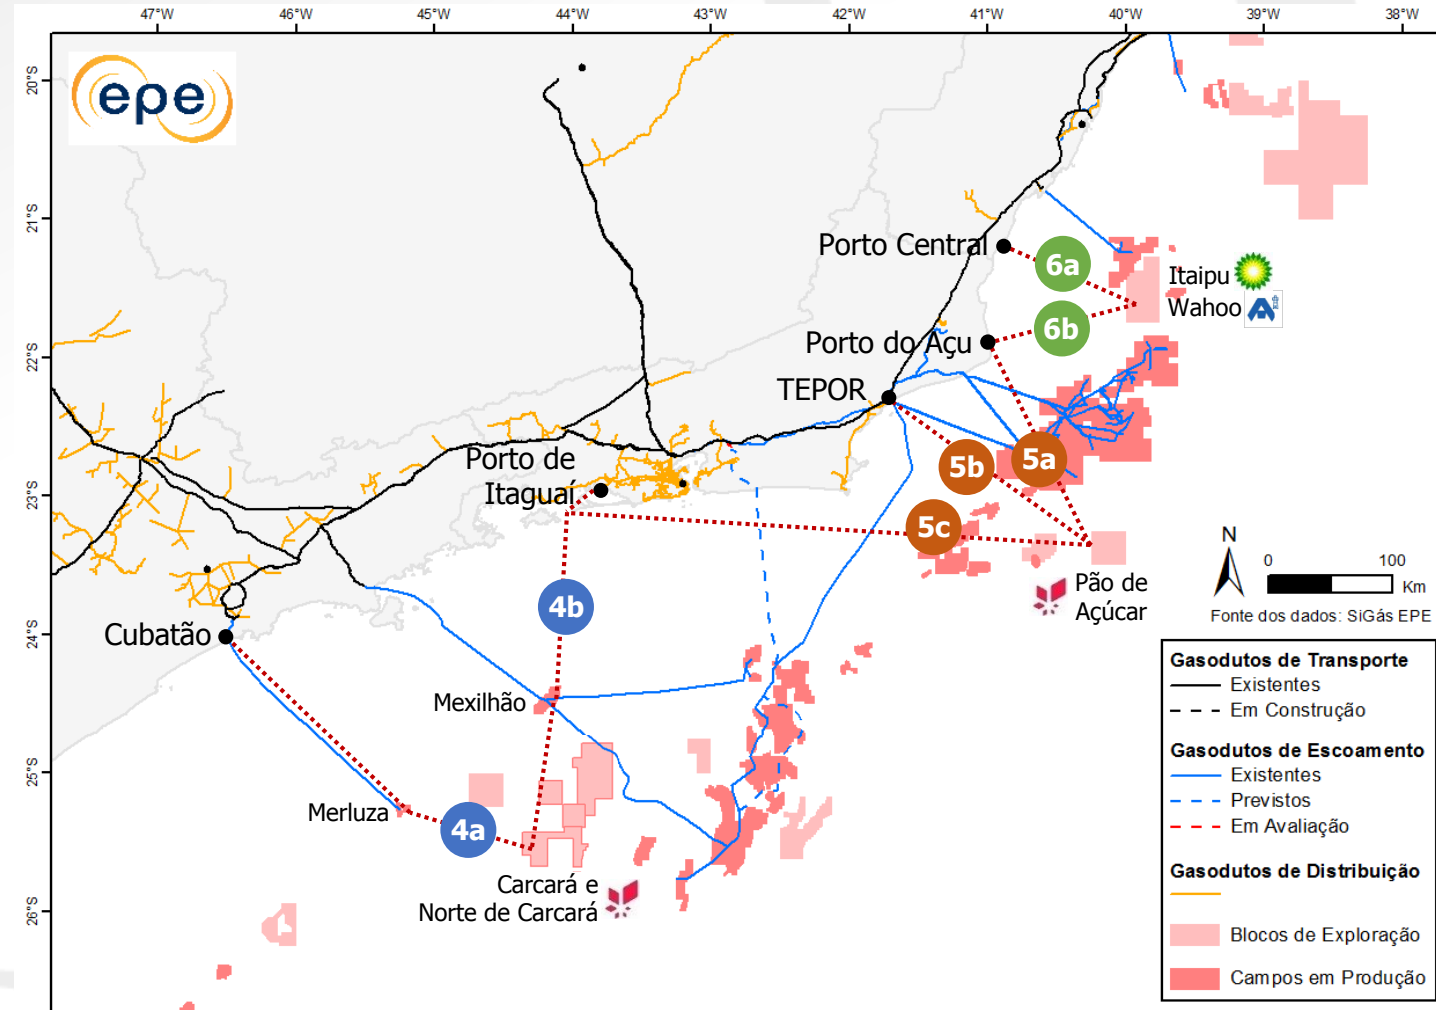 47°W 46°W 45°W 44°W 43°W 42°W 41°W 40°W 39°W 38°W
20°S
21°S
22°S
23°S
24°S
25°S
26°S
epe
Porto Central
6a
Itaipu
Wahoo
6b
Porto do Açu
TEPOR
Porto de
Itaguaí
5b
5a
5c
Pão de
Açúcar
4b
Cubatão
Mexilhão
Merluza
4a
Carcará e
Norte de Carcará
N
0 100
Km
Fonte dos dados: SiGás EPE
Gasodutos de Transporte
Existentes
Em Construção
Gasodutos de Escoamento
Existentes
Previstos
Em Avaliação
Gasodutos de Distribuição
Blocos de Exploração
Campos em Produção